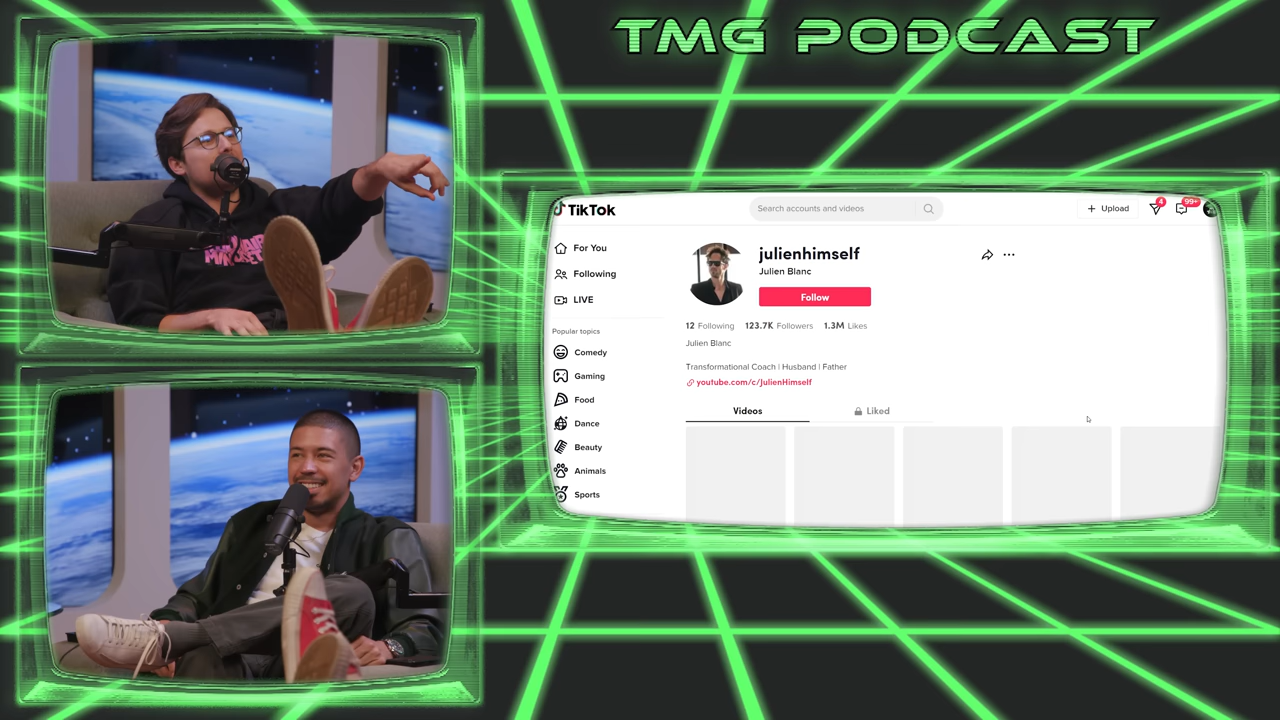 TMG PODCAST
TikTok
Search accounts and videos
Upload
4
99+
For You
Following
LIVE
Popular topics
Comedy
Gaming
Food
Dance
Beauty
Animals
Sports
julienhimself
Julien Blanc
Follow
12 Following 123.7K Followers 1.3M Likes
Julien Blanc
Transformational Coach | Husband | Father
youtube.com/c/JulienHimself
Videos
Liked